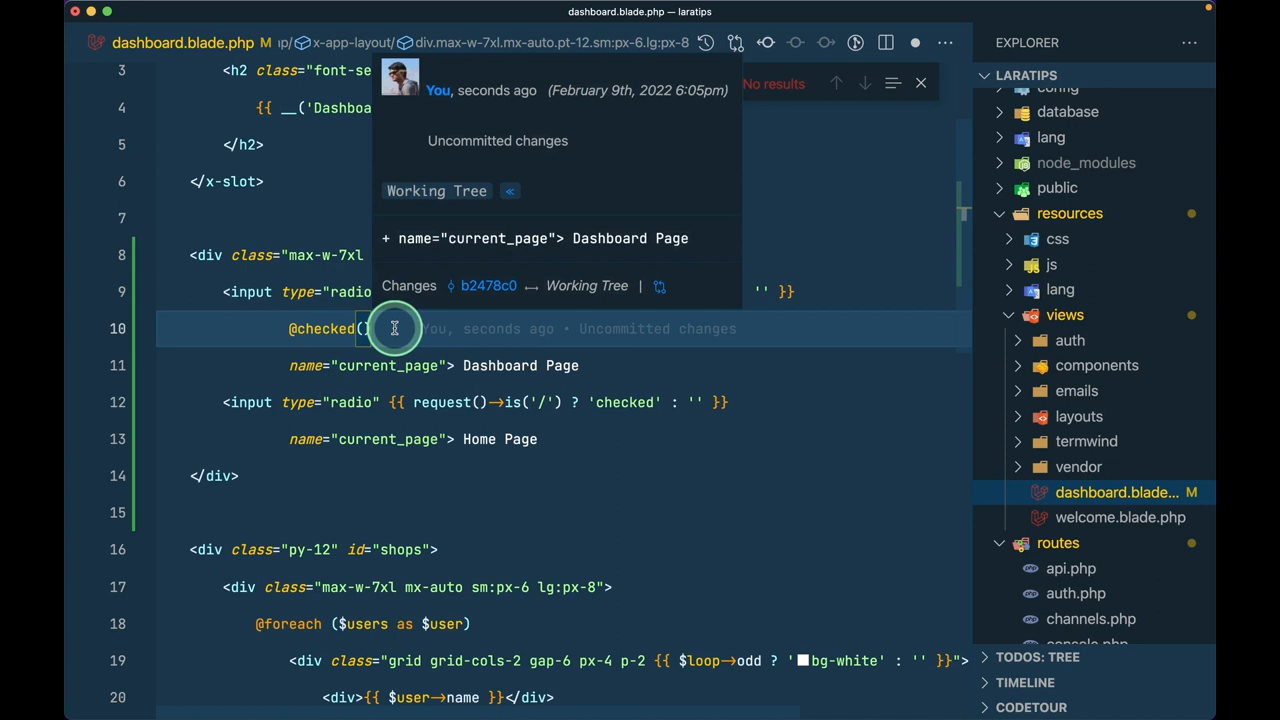 dashboard.blade.php — laratips
dashboard.blade.php M ıp/ x-app-layout/ div.max-w-7xl.mx-auto.pt-12.sm:px-6.lg:px-8
3 <h2 class="font-se
4 {{ __('Dashboa
5 </h2>
6 </x-slot>
7
8 <div class="max-w-7xl
9 <input type="radio '' }}
10 @checked() You, seconds ago • Uncommitted changes
11 name="current_page"> Dashboard Page
12 <input type="radio" {{ request()->is('/') ? 'checked' : '' }}
13 name="current_page"> Home Page
14 </div>
15
16 <div class="py-12" id="shops">
17 <div class="max-w-7xl mx-auto sm:px-6 lg:px-8">
18 @foreach ($users as $user)
19 <div class="grid grid-cols-2 gap-6 px-4 p-2 {{ $loop->odd ? 'bg-white' : '' }}">
20 <div>{{ $user->name }}</div>
You, seconds ago (February 9th, 2022 6:05pm)
Uncommitted changes
Working Tree «
+ name="current_page"> Dashboard Page
Changes b2478c0 ↔ Working Tree |
No results
EXPLORER
LARATIPS
config
database
lang
node_modules
public
resources
css
js
lang
views
auth
components
emails
layouts
termwind
vendor
dashboard.blade... M
welcome.blade.php
routes
api.php
auth.php
channels.php
console.php
TODOS: TREE
TIMELINE
CODETOUR